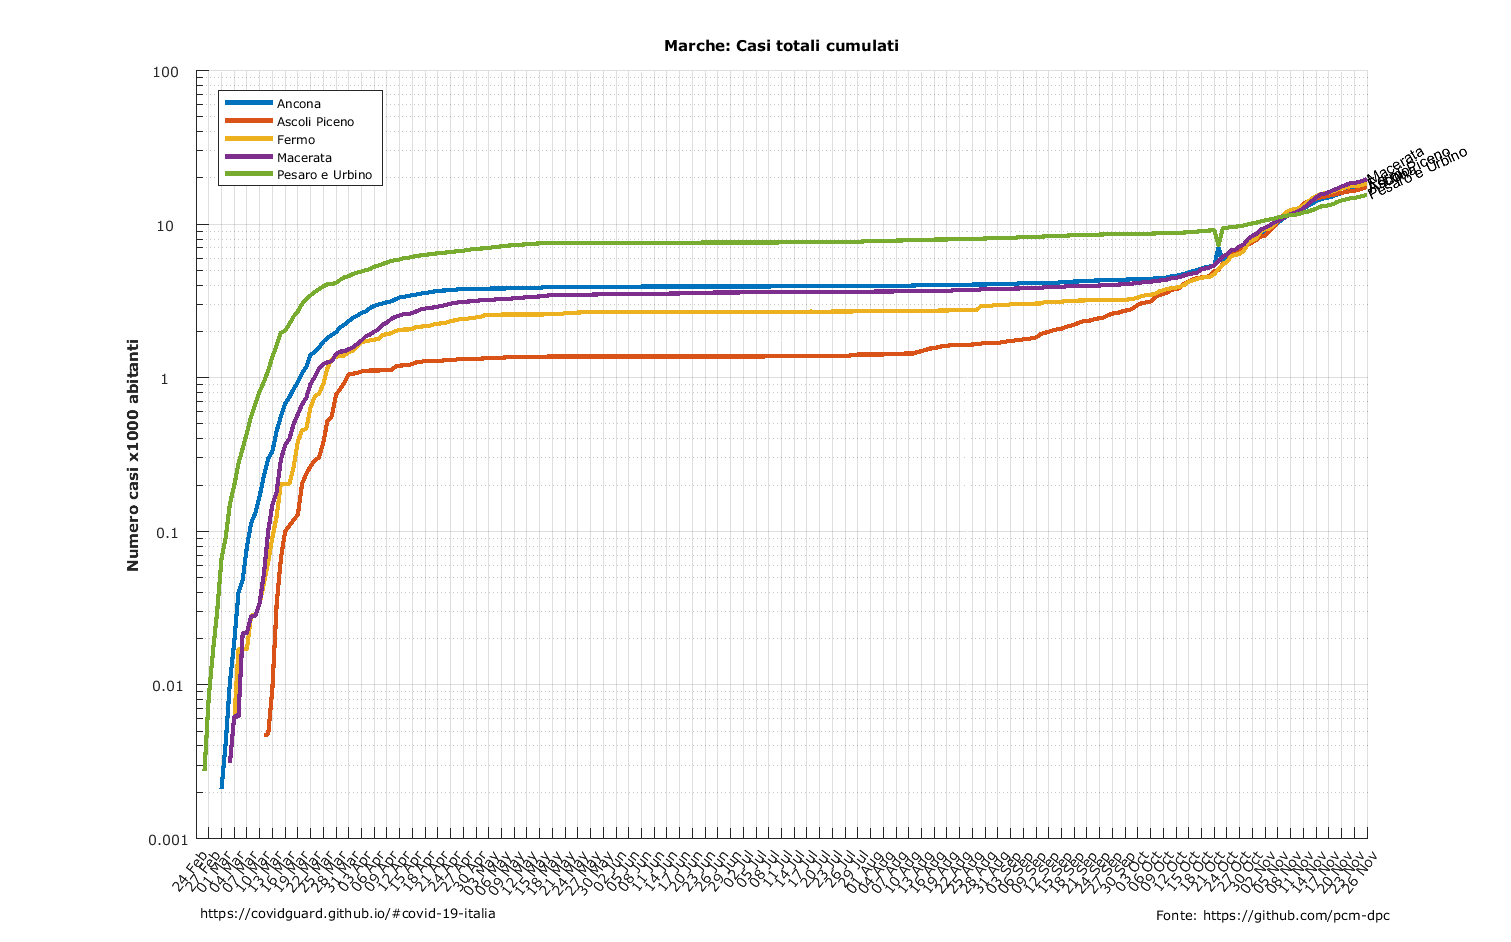 Marche: Casi totali cumulati
100
10
1
0.1
0.01
0.001
Numero casi x1000 abitanti
Ancona
Ascoli Piceno
Fermo
Macerata
Pesaro e Urbino
Macerata
Piceno
Pesaro e Urbino
24 Feb
27 Feb
01 Mar
04 Mar
07 Mar
10 Mar
13 Mar
16 Mar
19 Mar
22 Mar
25 Mar
28 Mar
31 Mar
03 Apr
06 Apr
09 Apr
12 Apr
15 Apr
18 Apr
21 Apr
24 Apr
27 Apr
30 Apr
03 May
06 May
09 May
12 May
15 May
18 May
21 May
24 May
27 May
30 May
02 Jun
05 Jun
08 Jun
11 Jun
14 Jun
17 Jun
20 Jun
23 Jun
26 Jun
29 Jun
02 Jul
05 Jul
08 Jul
11 Jul
14 Jul
17 Jul
20 Jul
23 Jul
26 Jul
29 Jul
01 Aug
04 Aug
07 Aug
10 Aug
13 Aug
16 Aug
19 Aug
22 Aug
25 Aug
28 Aug
31 Aug
03 Sep
06 Sep
09 Sep
12 Sep
15 Sep
18 Sep
21 Sep
24 Sep
27 Sep
30 Sep
03 Oct
06 Oct
09 Oct
12 Oct
15 Oct
18 Oct
21 Oct
24 Oct
27 Oct
30 Oct
02 Nov
05 Nov
08 Nov
11 Nov
14 Nov
17 Nov
20 Nov
23 Nov
26 Nov
https://covidguard.github.io/#covid-19-italia
Fonte: https://github.com/pcm-dpc